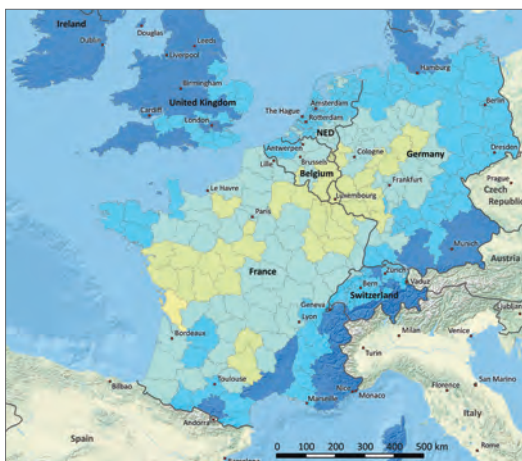 Ireland
Douglas
Dublin
Leeds
Liverpool
Birmingham
United Kingdom
Cardiff
London
Hamburg
Amsterdam
The Hague
Rotterdam
NED
Berlin
Antwerpen
Brussels
Lille
Belgium
Cologne
Germany
Dresden
Frankfurt
Luxembourg
Prague
Czech
Republic
Le Havre
Paris
Munich
Austria
France
Zürich
Bern
Vaduz
Switzerland
Geneva
Lyon
Ljubljan
Bordeaux
Milan
Venice
Turin
Toulouse
Nice
Monaco
Marseille
Florence
San Marino
Bilbao
Andorra
Italy
Spain
Rome
Barcelona
0 100 200 300 400 500 km